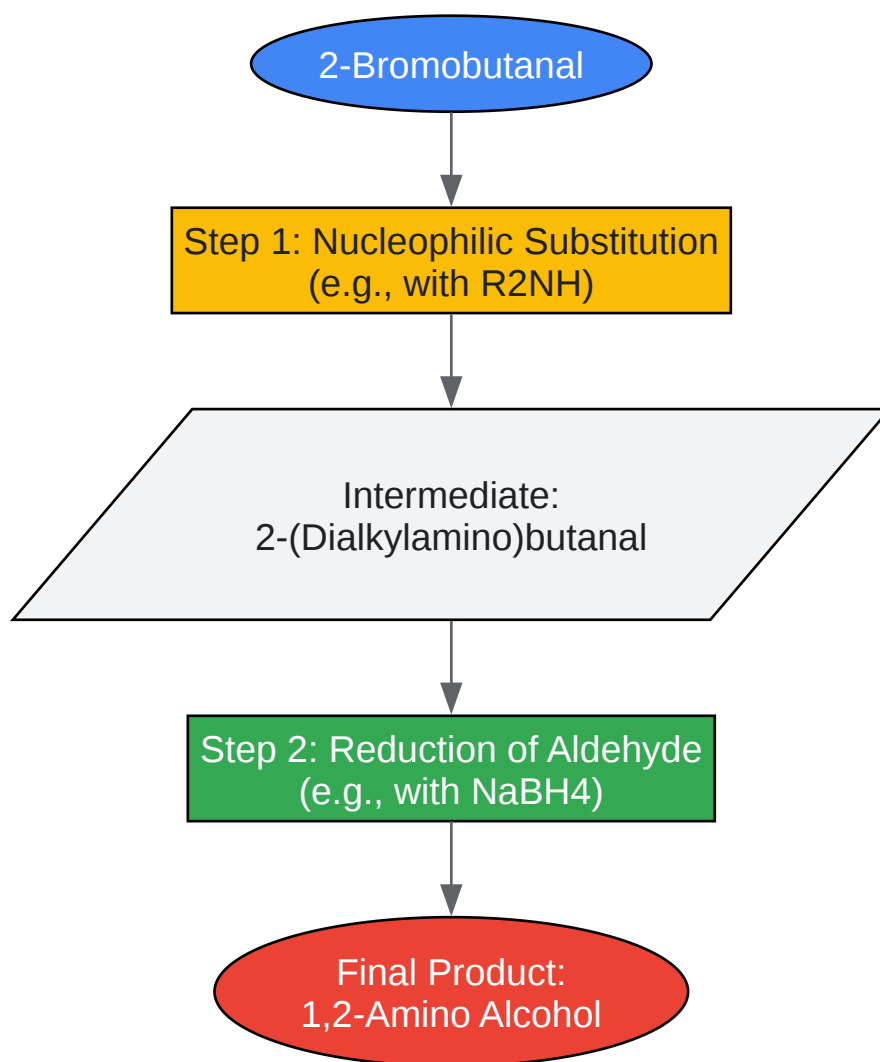 2-Bromobutanal
Step 1: Nucleophilic Substitution
(e.g., with R2NH)
Intermediate:
2-(Dialkylamino)butanal
Step 2: Reduction of Aldehyde
(e.g., with NaBH4)
Final Product:
1,2-Amino Alcohol